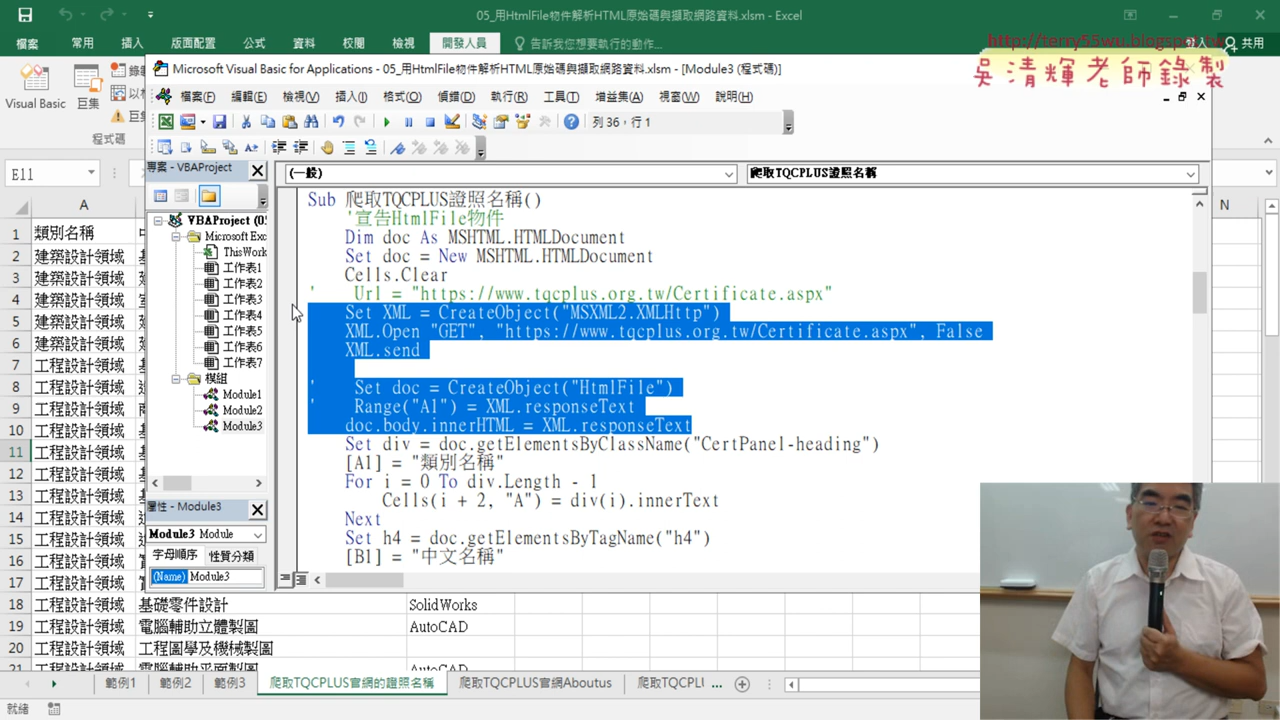 05_用HtmlFile物件解析HTML原始碼與擷取網路資料.xlsm - Excel
http://terry55wu.blogspot.tw
吳清輝老師錄製
檔案 常用 插入 版面配置 公式 資料 校閱 檢視 開發人員 告訴我您想要執行的動作... 登入 共用
Visual Basic 巨集
程式碼
Microsoft Visual Basic for Applications - 05_用HtmlFile物件解析HTML原始碼與擷取網路資料.xlsm - [Module3 (程式碼)]
檔案(F) 編輯(E) 檢視(V) 插入(I) 格式(O) 偵錯(D) 執行(R) 工具(T) 增益集(A) 視窗(W) 說明(H)
列 36，行 1
專案 - VBAProject
(一般) 爬取TQCPLUS證照名稱
VBAProject (05
Microsoft Exc
ThisWork
工作表1
工作表2
工作表3
工作表4
工作表5
工作表6
工作表7
模組
Module1
Module2
Module3
屬性 - Module3
Module3 Module
字母順序 性質分類
(Name) Module3
Sub 爬取TQCPLUS證照名稱()
'宣告HtmlFile物件
Dim doc As MSHTML.HTMLDocument
Set doc = New MSHTML.HTMLDocument
Cells.Clear
' Url = "https://www.tqcplus.org.tw/Certificate.aspx"
Set XML = CreateObject("MSXML2.XMLHttp")
XML.Open "GET", "https://www.tqcplus.org.tw/Certificate.aspx", False
XML.send
' Set doc = CreateObject("HtmlFile")
' Range("A1") = XML.responseText
doc.body.innerHTML = XML.responseText
Set div = doc.getElementsByClassName("CertPanel-heading")
[A1] = "類別名稱"
For i = 0 To div.Length - 1
Cells(i + 2, "A") = div(i).innerText
Next
Set h4 = doc.getElementsByTagName("h4")
[B1] = "中文名稱"
E11
A N
1 類別名稱
2 建築設計領域
3 建築設計領域
4 建築設計領域
5 建築設計領域
6 建築設計領域
7 工程設計領域
8 工程設計領域
9 工程設計領域
10 工程設計領域
11 工程設計領域
12 工程設計領域
13 工程設計領域
14 工程設計領域
15 工程設計領域
16 工程設計領域
17 工程設計領域
18 工程設計領域 基礎零件設計 SolidWorks
19 工程設計領域 電腦輔助立體製圖 AutoCAD
20 工程設計領域 工程圖學及機械製圖
21 工程設計領域 電腦輔助平面製圖 AutoCAD
範例1 範例2 範例3 爬取TQCPLUS官網的證照名稱 爬取TQCPLUS官網Aboutus 爬取TQCPLU ...
就緒